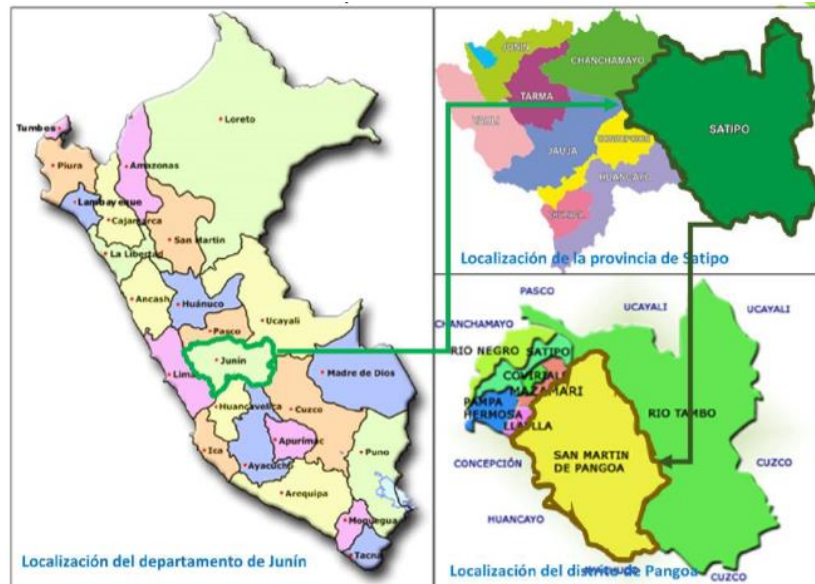 Loreto
Tumbes
Piura
Amazonas
Lambayeque
Cajamarca
San Martin
La Libertad
Ancash
Huánuco
Ucayali
Pasco
Junín
Lima
Madre de Dios
Huancavelica
Cuzco
Ica
Apurímac
Ayacucho
Puno
Arequipa
Moquegua
Tacna
Localización del departamento de Junín
JUNIN
CHANCHAMAYO
TARMA
YAULI
SATIPO
JAUJA
CONCEPCION
HUANCAYO
CHUPACA
Localización de la provincia de Satipo
PASCO
UCAYALI
UCAYALI
CHANCHAMAYO
RIO NEGRO
SATIPO
COVIRIALI
MAZAMARI
PAMPA
HERMOSA
LLAYLLA
RIO TAMBO
SAN MARTIN
DE PANGOA
CONCEPCIÓN
CUZCO
HUANCAYO
CUZCO
Localización del distrito de Pangoa